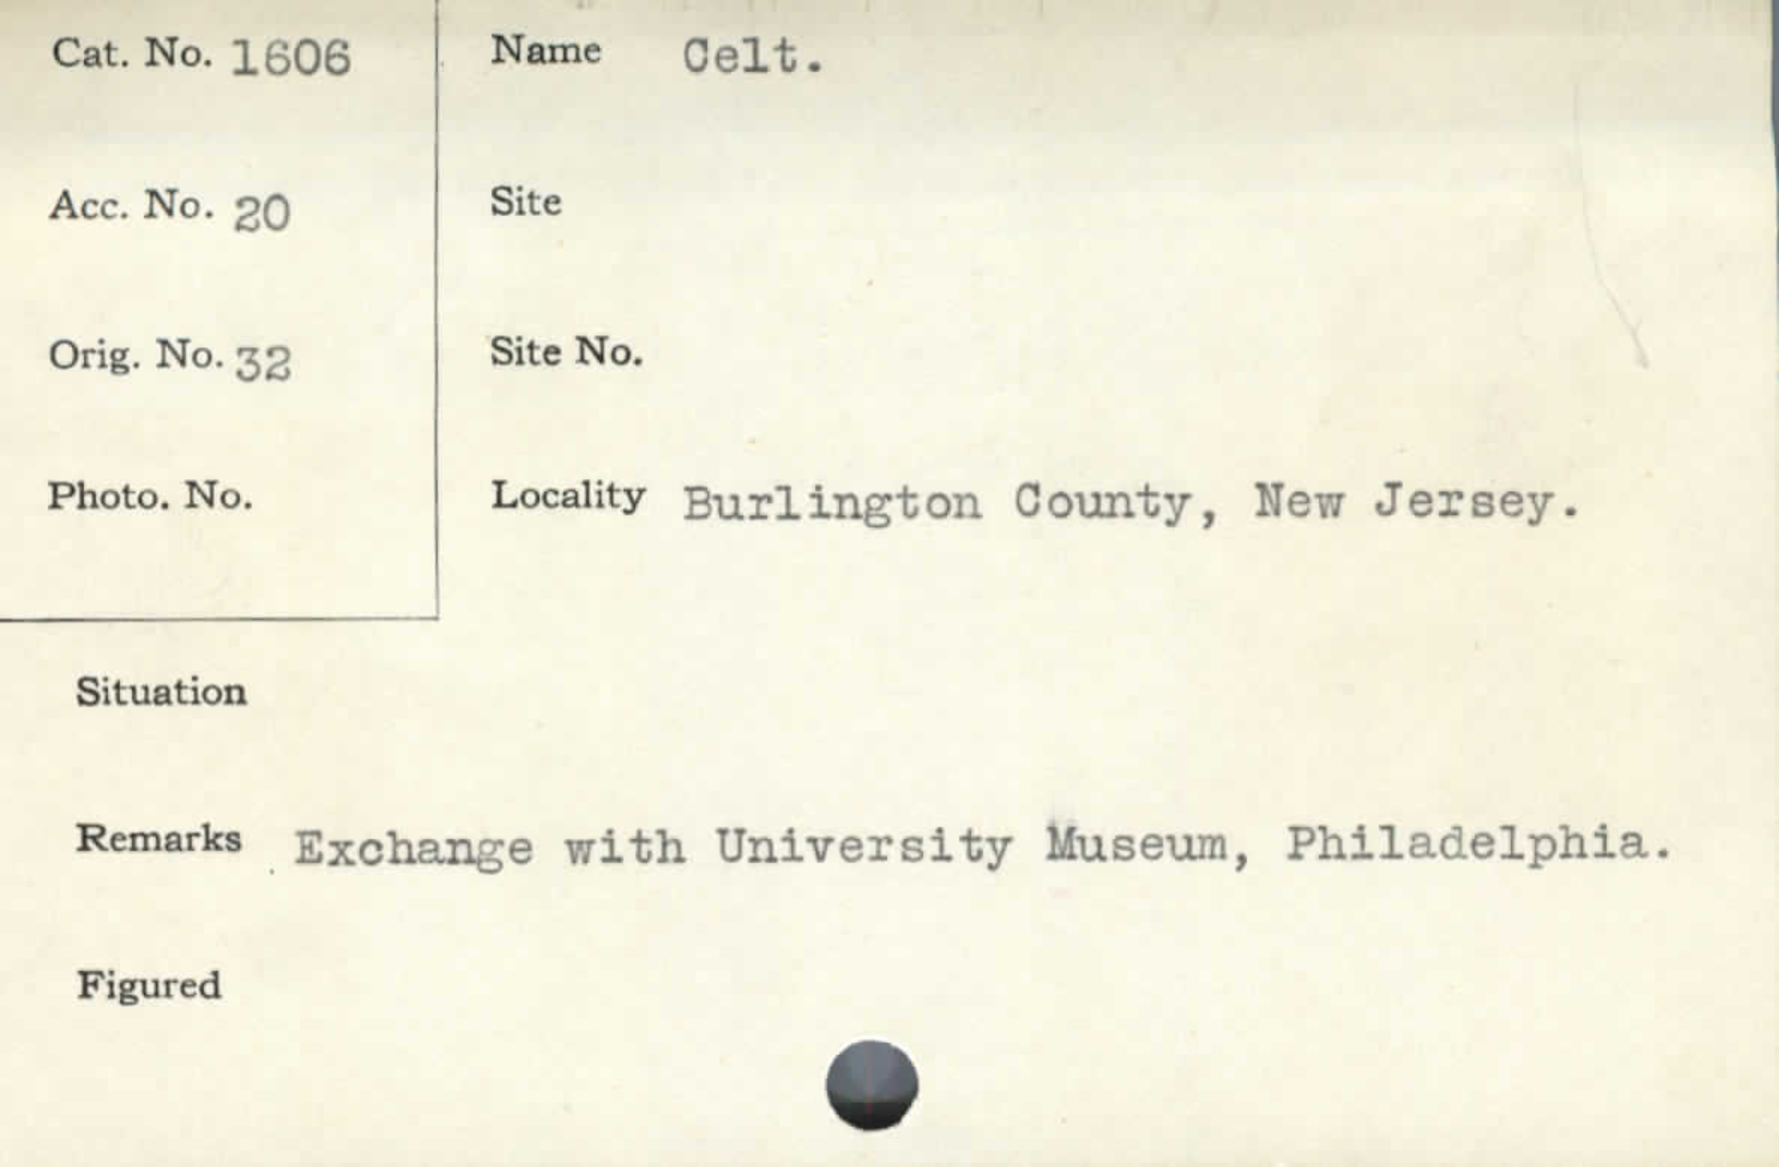 Cat. No. 1606
Name Celt.
Acc. No. 20
Site
Orig. No. 32
Site No.
Photo. No.
Locality Burlington County, New Jersey.
Situation
Remarks Exchange with University Museum, Philadelphia.
Figured